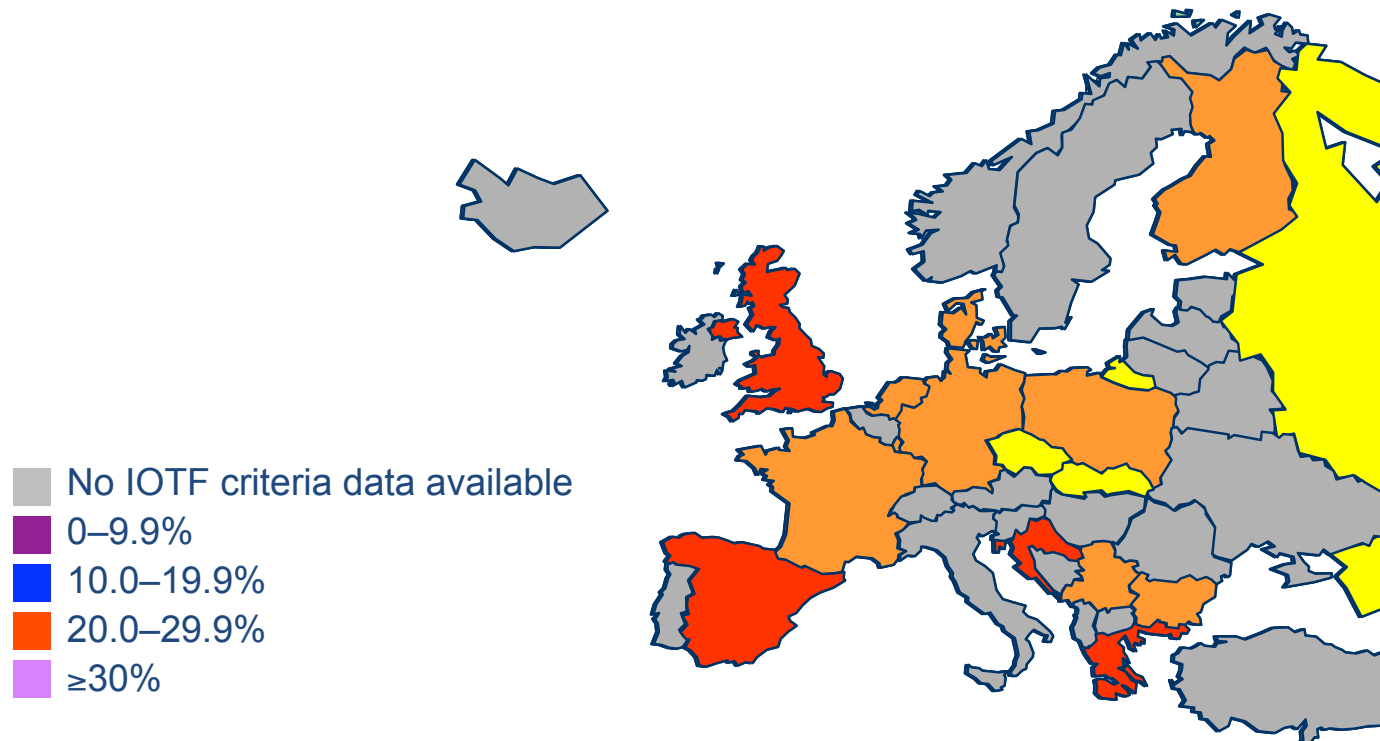 No IOTF criteria data available
0–9.9%
10.0–19.9%
20.0–29.9%
≥30%